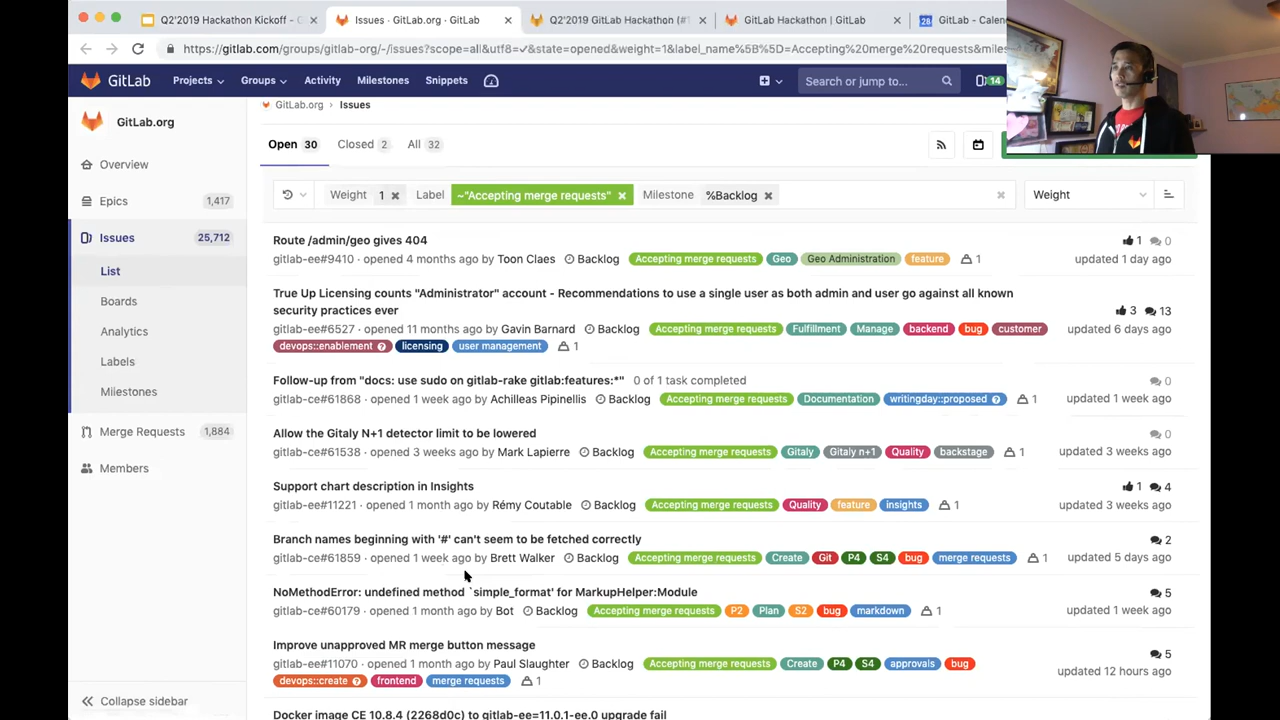 Q2'2019 Hackathon Kickoff -
Issues · GitLab.org · GitLab
Q2'2019 GitLab Hackathon (#
GitLab Hackathon | GitLab
28
GitLab - Calen
https://gitlab.com/groups/gitlab-org/-/issues?scope=all&utf8=✓&state=opened&weight=1&label_name%5B%5D=Accepting%20merge%20requests&miles
GitLab
Projects
Groups
Activity
Milestones
Snippets
Search or jump to...
14
GitLab.org
Overview
Epics 1,417
Issues 25,712
List
Boards
Analytics
Labels
Milestones
Merge Requests 1,884
Members
Collapse sidebar
GitLab.org › Issues
Open 30 Closed 2 All 32
Weight 1 Label ~"Accepting merge requests" Milestone %Backlog
Weight
Route /admin/geo gives 404 1 0
gitlab-ee#9410 · opened 4 months ago by Toon Claes Backlog Accepting merge requests Geo Geo Administration feature 1 updated 1 day ago
True Up Licensing counts "Administrator" account - Recommendations to use a single user as both admin and user go against all known
security practices ever 3 13
gitlab-ee#6527 · opened 11 months ago by Gavin Barnard Backlog Accepting merge requests Fulfillment Manage backend bug customer updated 6 days ago
devops::enablement licensing user management 1
Follow-up from "docs: use sudo on gitlab-rake gitlab:features:*" 0 of 1 task completed 0
gitlab-ce#61868 · opened 1 week ago by Achilleas Pipinellis Backlog Accepting merge requests Documentation writingday::proposed 1 updated 1 week ago
Allow the Gitaly N+1 detector limit to be lowered 0
gitlab-ce#61538 · opened 3 weeks ago by Mark Lapierre Backlog Accepting merge requests Gitaly Gitaly n+1 Quality backstage 1 updated 3 weeks ago
Support chart description in Insights 1 4
gitlab-ee#11221 · opened 1 month ago by Rémy Coutable Backlog Accepting merge requests Quality feature insights 1 updated 3 weeks ago
Branch names beginning with '#' can't seem to be fetched correctly 2
gitlab-ce#61859 · opened 1 week ago by Brett Walker Backlog Accepting merge requests Create Git P4 S4 bug merge requests 1 updated 5 days ago
NoMethodError: undefined method `simple_format' for MarkupHelper:Module 5
gitlab-ce#60179 · opened 1 month ago by Bot Backlog Accepting merge requests P2 Plan S2 bug markdown 1 updated 1 week ago
Improve unapproved MR merge button message 5
gitlab-ee#11070 · opened 1 month ago by Paul Slaughter Backlog Accepting merge requests Create P4 S4 approvals bug updated 12 hours ago
devops::create frontend merge requests 1
Docker image CE 10.8.4 (2268d0c) to gitlab-ee=11.0.1-ee.0 upgrade fail